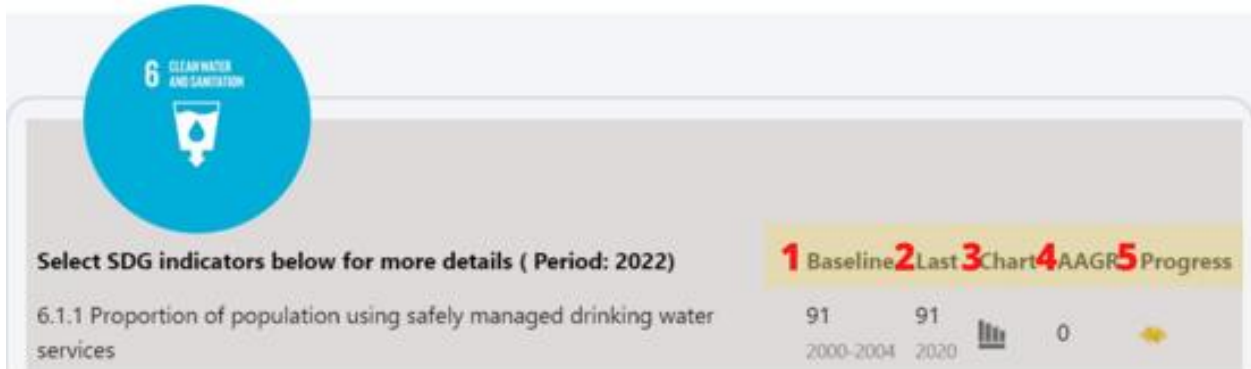 6 CLEAN WATER
AND SANITATION
Select SDG indicators below for more details ( Period: 2022)
1 Baseline 2 Last 3 Chart 4 AAGR 5 Progress
6.1.1 Proportion of population using safely managed drinking water
services
91 91 0
2000-2004 2020